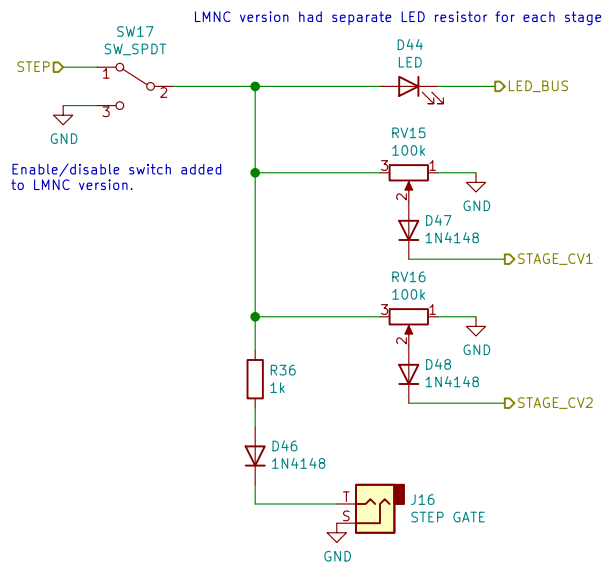 LMNC version had separate LED resistor for each stage
SW17
SW_SPDT
D44
LED
STEP
1
2
LED_BUS
3
GND
RV15
100k
Enable/disable switch added
to LMNC version.
3
1
2
GND
D47
1N4148
STAGE_CV1
RV16
100k
3
1
2
GND
D48
1N4148
R36
1k
STAGE_CV2
D46
1N4148
T
J16
S
STEP GATE
GND